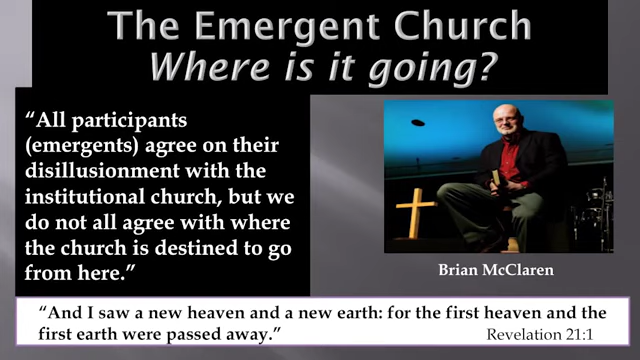 The Emergent Church
Where is it going?
“All participants
(emergents) agree on their
disillusionment with the
institutional church, but we
do not all agree with where
the church is destined to go
from here.”
Brian McClaren
“And I saw a new heaven and a new earth: for the first heaven and the
first earth were passed away.” Revelation 21:1